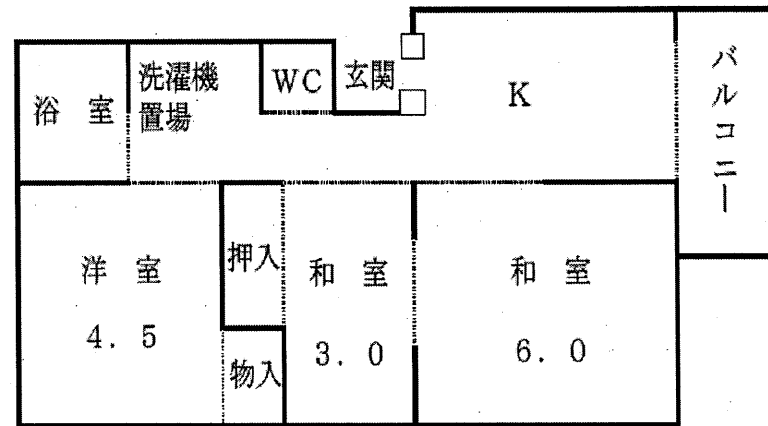 浴 室
洗濯機
置場
WC
玄関
K
バルコニー
洋 室
4. 5
押入
物入
和 室
3. 0
和 室
6. 0